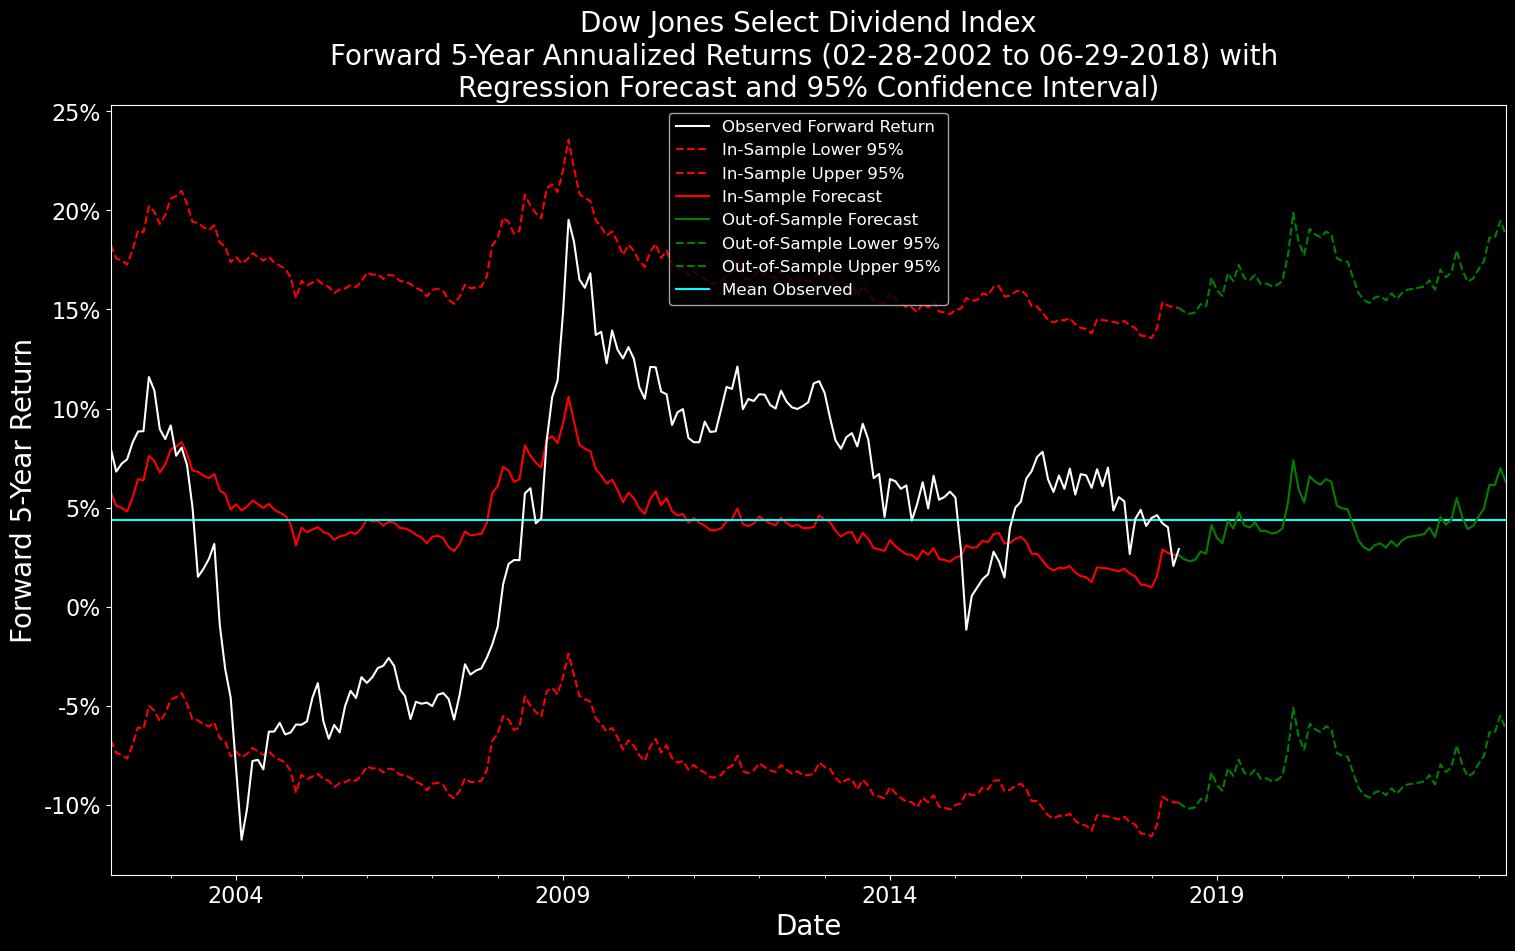 Dow Jones Select Dividend Index
Forward 5-Year Annualized Returns (02-28-2002 to 06-29-2018) with
Regression Forecast and 95% Confidence Interval)
25%
20%
15%
10%
5%
0%
-5%
-10%
Forward 5-Year Return
Observed Forward Return
In-Sample Lower 95%
In-Sample Upper 95%
In-Sample Forecast
Out-of-Sample Forecast
Out-of-Sample Lower 95%
Out-of-Sample Upper 95%
Mean Observed
2004
2009
2014
2019
Date